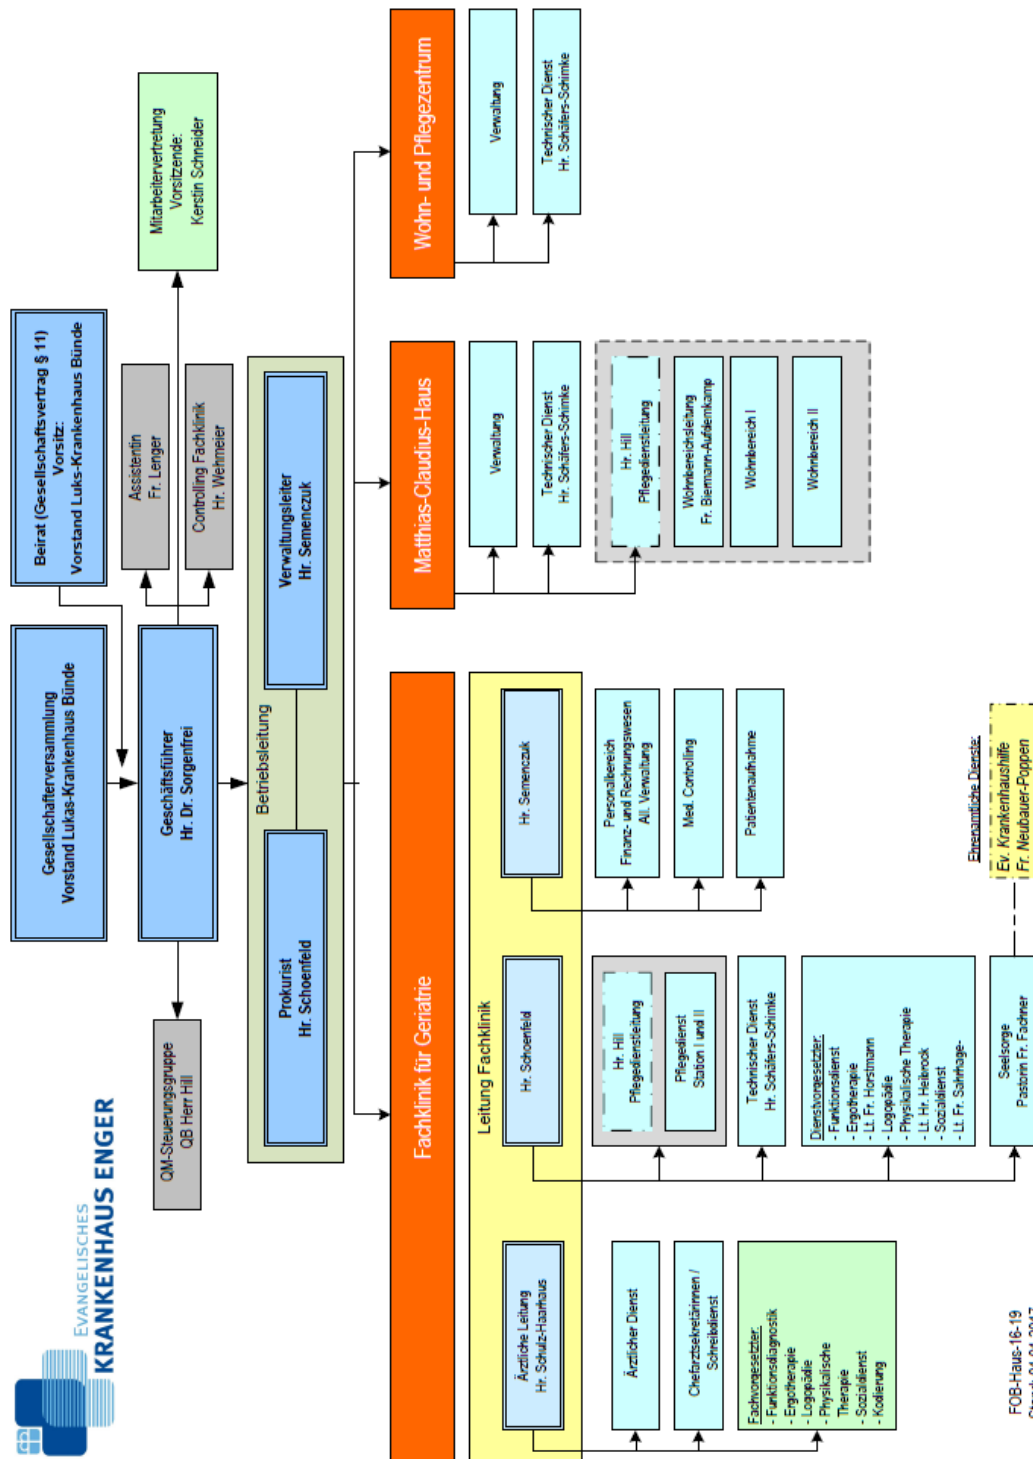 EVANGELISCHES
KRANKENHAUS ENGER
Gesellschafterversammlung
Vorstand Lukas-Krankenhaus Bünde
Beirat (Gesellschaftsvertrag § 11)
Vorsitz:
Vorstand Luks-Krankenhaus Bünde
QM-Steuerungsgruppe
QB Herr Hill
Geschäftsführer
Hr. Dr. Sorgenfrei
Assistentin
Fr. Lenger
Controlling Fachklinik
Hr. Wehmeier
Mitarbeitervertretung
Vorsitzende:
Kerstin Schneider
Betriebsleitung
Prokurist
Hr. Schoenfeld
Verwaltungsleiter
Hr. Semenczuk
Fachklinik für Geriatrie
Leitung Fachklinik
Ärztliche Leitung
Hr. Schulz-Haarhaus
Ärztlicher Dienst
Chefarztsekretärinnen /
Schreibdienst
Fachvorgesetzter:
- Funktionsdiagnostik
- Ergotherapie
- Logopädie
- Physikalische
Therapie
- Sozialdienst
- Kodierung
Hr. Schoenfeld
Hr. Hill
Pflegedienstleitung
Pflegedienst
Station I und II
Technischer Dienst
Hr. Schäfers-Schimke
Dienstvorgesetzter:
- Funktionsdienst
- Ergotherapie
- Lt. Fr. Horstmann
- Logopädie
- Physikalische Therapie
- Lt. Hr. Heibrock
- Sozialdienst
- Lt. Fr. Sahrhage-
Seelsorge
Pastorin Fr. Fachner
Hr. Semenczuk
Personalbereich
Finanz- und Rechnungswesen
All. Verwaltung
Med. Controlling
Patientenaufnahme
Ehrenamtliche Dienste:
Ev. Krankenhaushilfe
Fr. Neubauer-Poppen
Matthias-Claudius-Haus
Verwaltung
Technischer Dienst
Hr. Schäfers-Schimke
Hr. Hill
Pflegedienstleitung
Wohnbereichsleitung
Fr. Biermann-Aufdemkamp
Wohnbereich I
Wohnbereich II
Wohn- und Pflegezentrum
Verwaltung
Technischer Dienst
Hr. Schäfers-Schimke
FOB-Haus-16-19
Stand: 01.04.2017